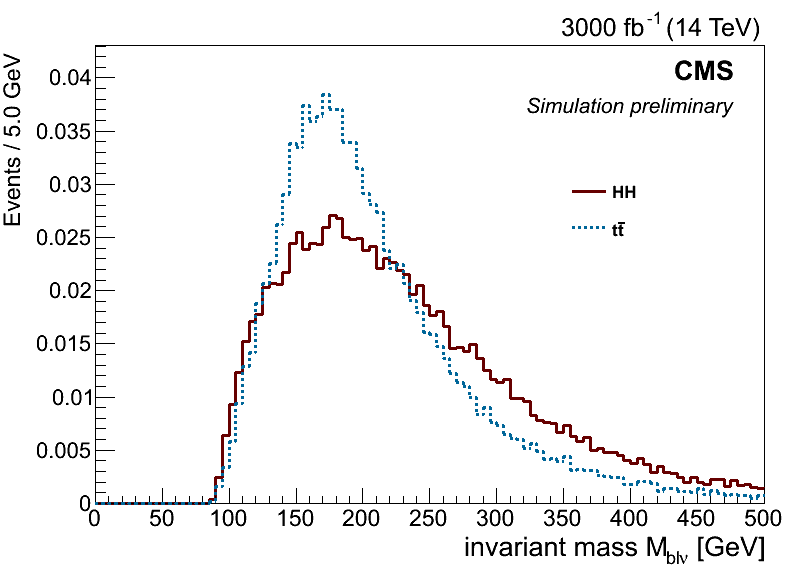 3000 fb⁻¹ (14 TeV)
CMS
Simulation preliminary
Events / 5.0 GeV
0.04
0.035
0.03
0.025
0.02
0.015
0.01
0.005
0
HH
tt̄
0 50 100 150 200 250 300 350 400 450 500
invariant mass M_blν [GeV]